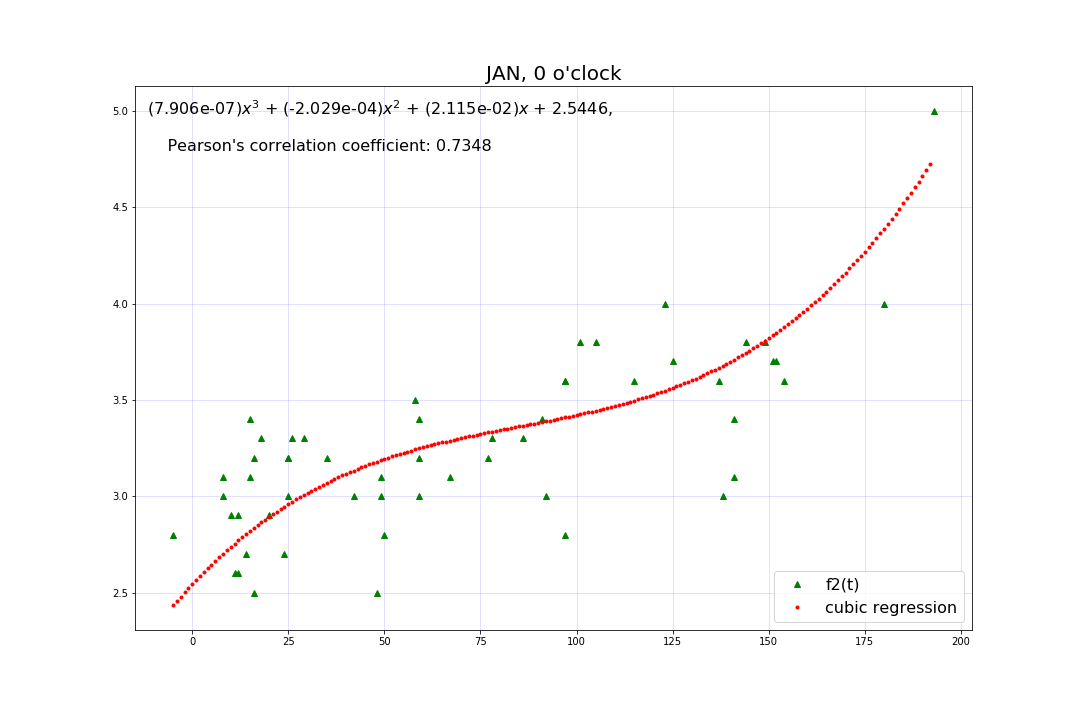 JAN, 0 o'clock
(7.906e-07)x³ + (-2.029e-04)x² + (2.115e-02)x + 2.5446,
Pearson's correlation coefficient: 0.7348
5.0
4.5
4.0
3.5
3.0
2.5
f2(t)
cubic regression
0 25 50 75 100 125 150 175 200